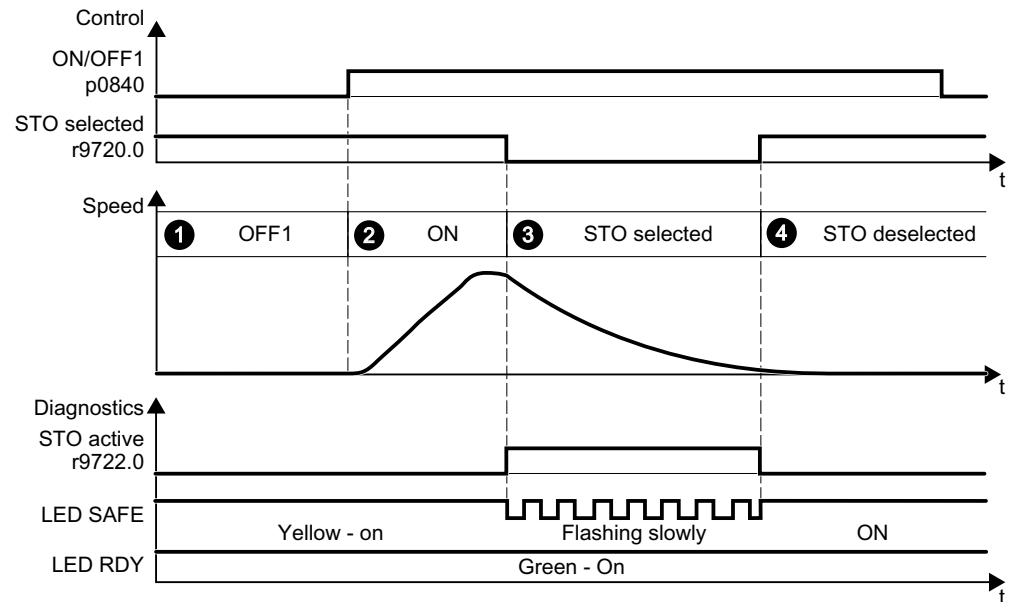 Control
ON/OFF1
p0840
STO selected
r9720.0
t
Speed
1 OFF1 2 ON 3 STO selected 4 STO deselected
t
Diagnostics
STO active
r9722.0
LED SAFE
Yellow - on Flashing slowly ON
LED RDY
Green - On
t